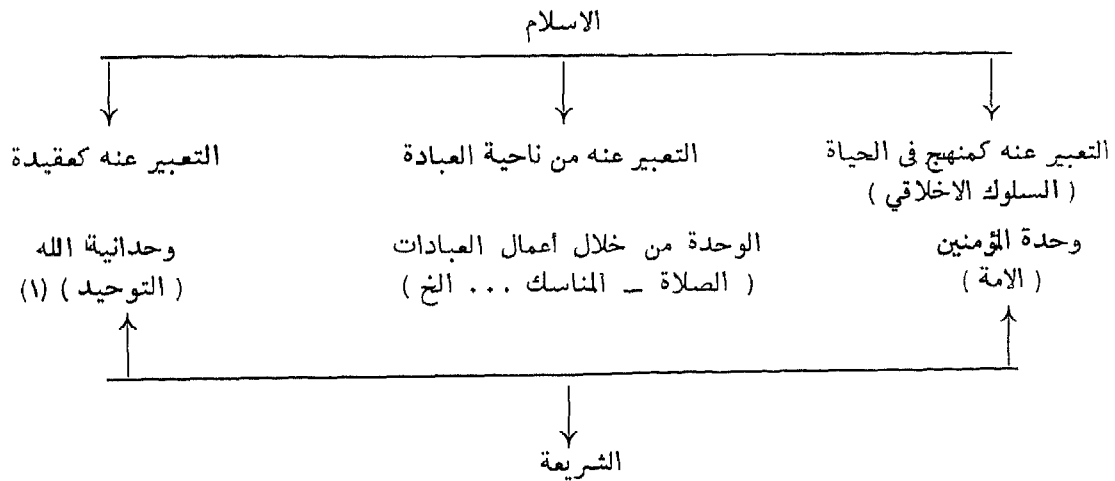 الاسلام
التعبير عنه كمنهج فى الحياة
( السلوك الاخلاقي )
التعبير عنه من ناحية العبادة
التعبير عنه كعقيدة
وحدة المؤمنين
( الامة )
الوحدة من خلال أعمال العبادات
( الصلاة ــ المناسك ... الخ )
وحدانية الله
( التوحيد ) (١)
الشريعة